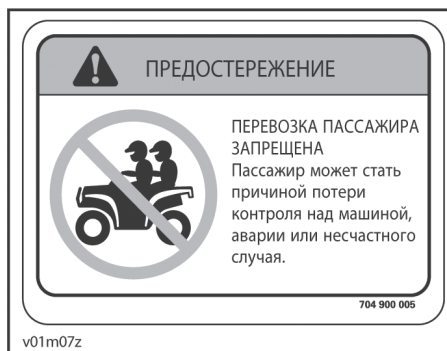 ПРЕДОСТЕРЕЖЕНИЕ
ПЕРЕВОЗКА ПАССАЖИРА
ЗАПРЕЩЕНА
Пассажир может стать
причиной потери
контроля над машиной,
аварии или несчастного
случая.
704 900 005
v01m07z